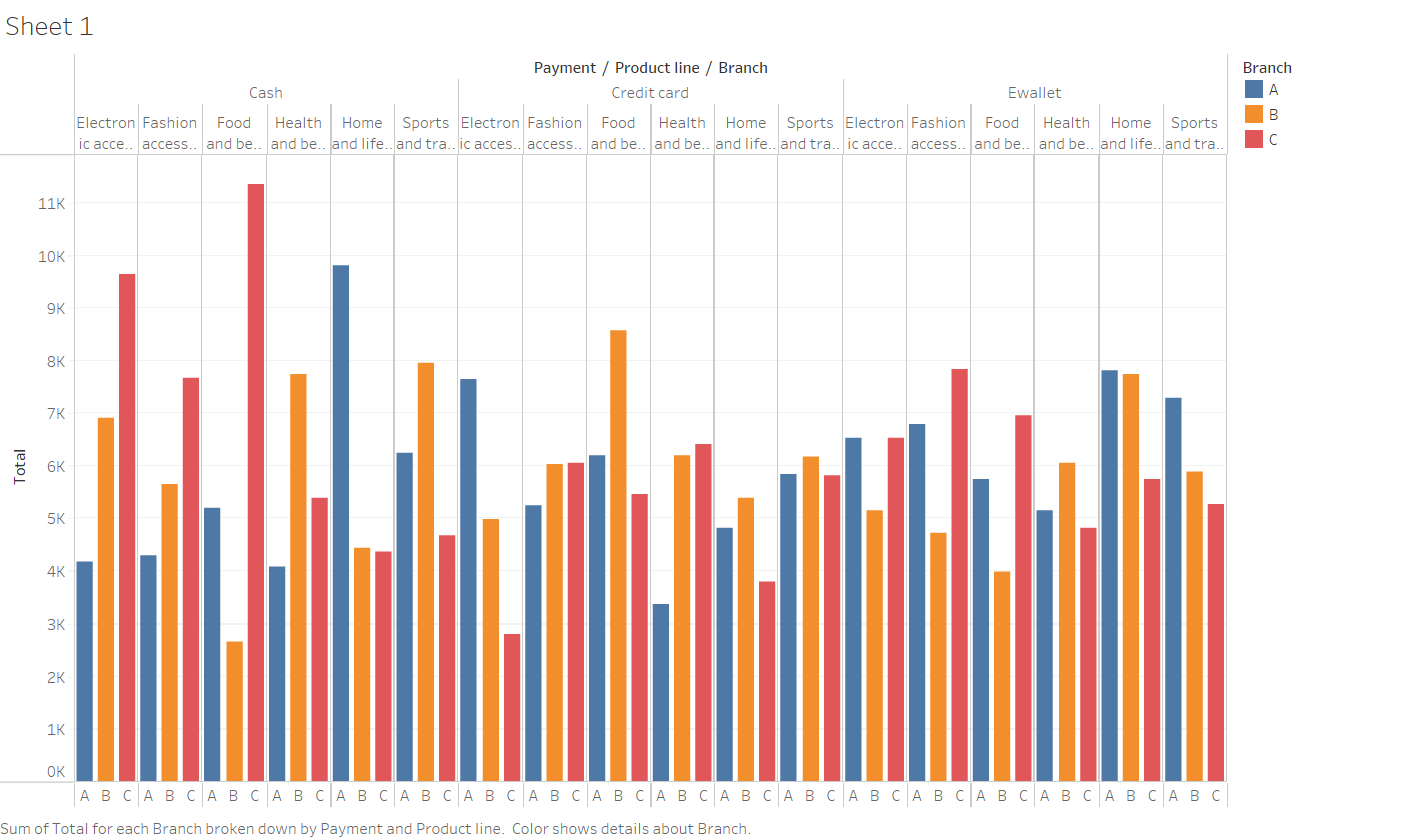 Sheet 1
Payment / Product line / Branch
Branch
Cash Credit card Ewallet
A
B
C
Electron Fashion Food Health Home Sports Electron Fashion Food Health Home Sports Electron Fashion Food Health Home Sports
ic acce.. access.. and be.. and be.. and life.. and tra.. ic acces.. access.. and be.. and be.. and life.. and tra.. ic acce.. access.. and be.. and be.. and life.. and tra..
11K
10K
9K
8K
7K
6K
5K
4K
3K
2K
1K
0K
Total
A B C A B C A B C A B C A B C A B C A B C A B C A B C A B C A B C A B C A B C A B C A B C A B C A B C A B C
Sum of Total for each Branch broken down by Payment and Product line. Color shows details about Branch.